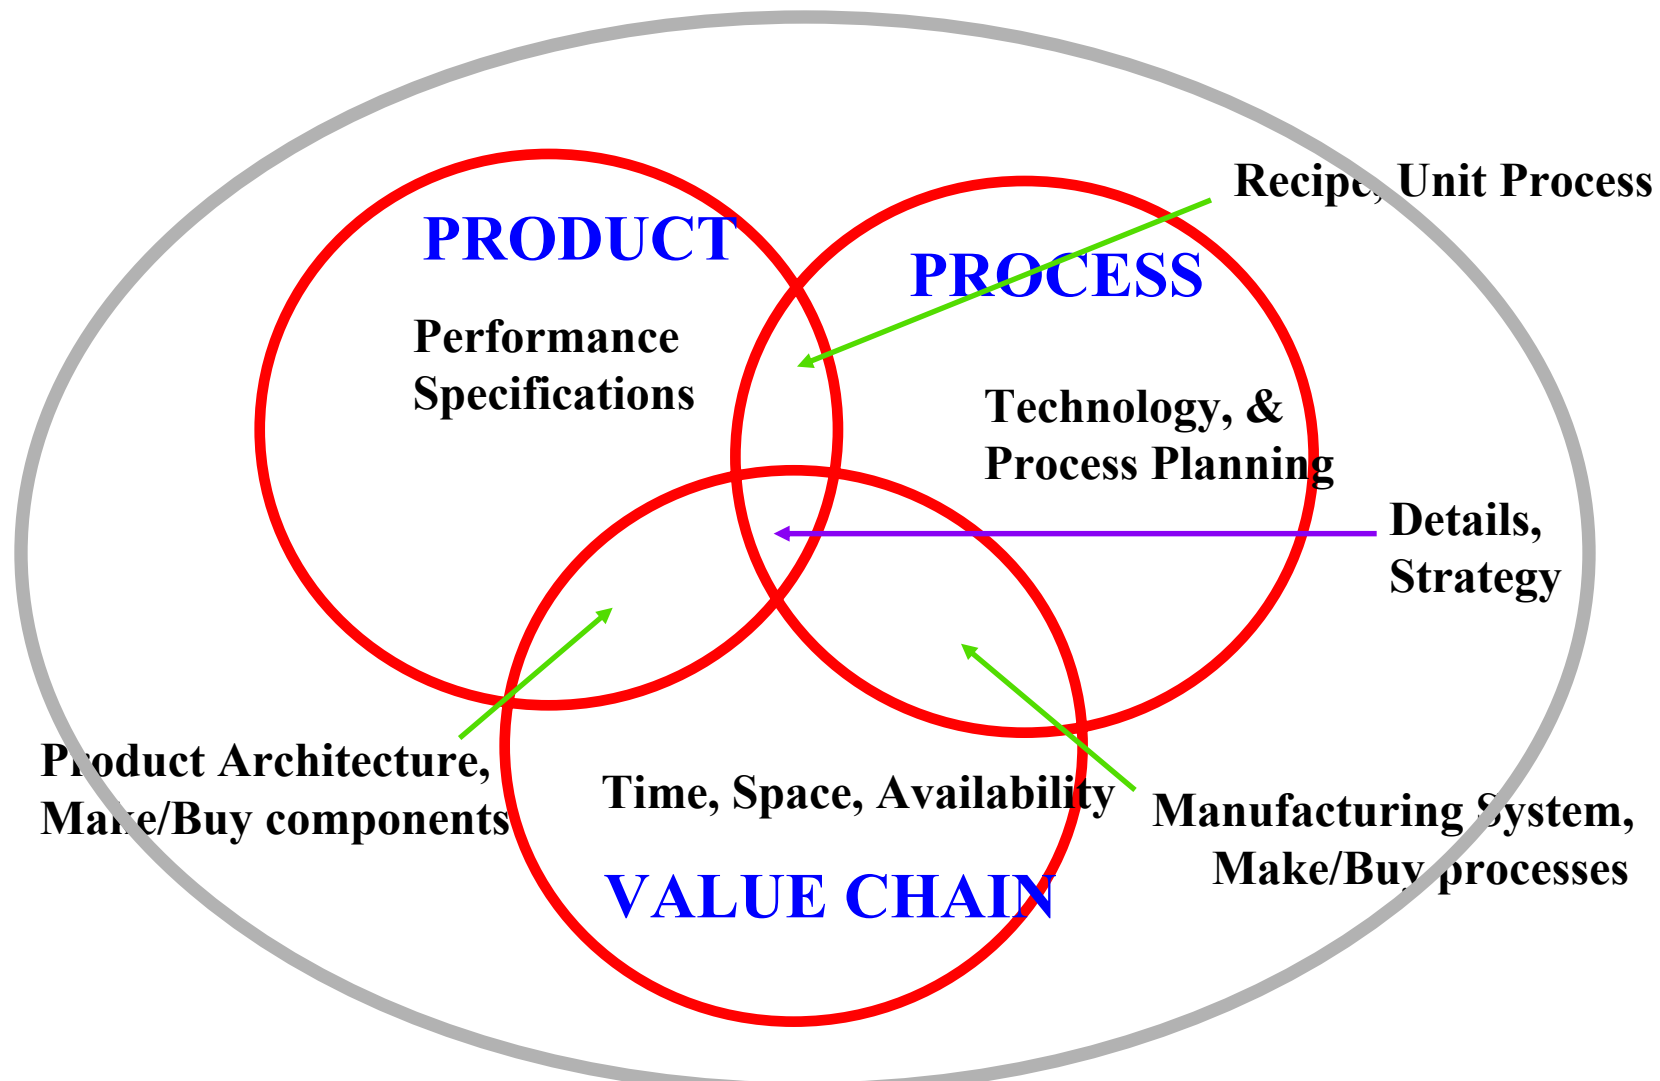 Recipe, Unit Process
PRODUCT
PROCESS
Performance
Specifications
Technology, &
Process Planning
Details,
Strategy
Product Architecture,
Make/Buy components
Time, Space, Availability
Manufacturing System,
Make/Buy processes
VALUE CHAIN